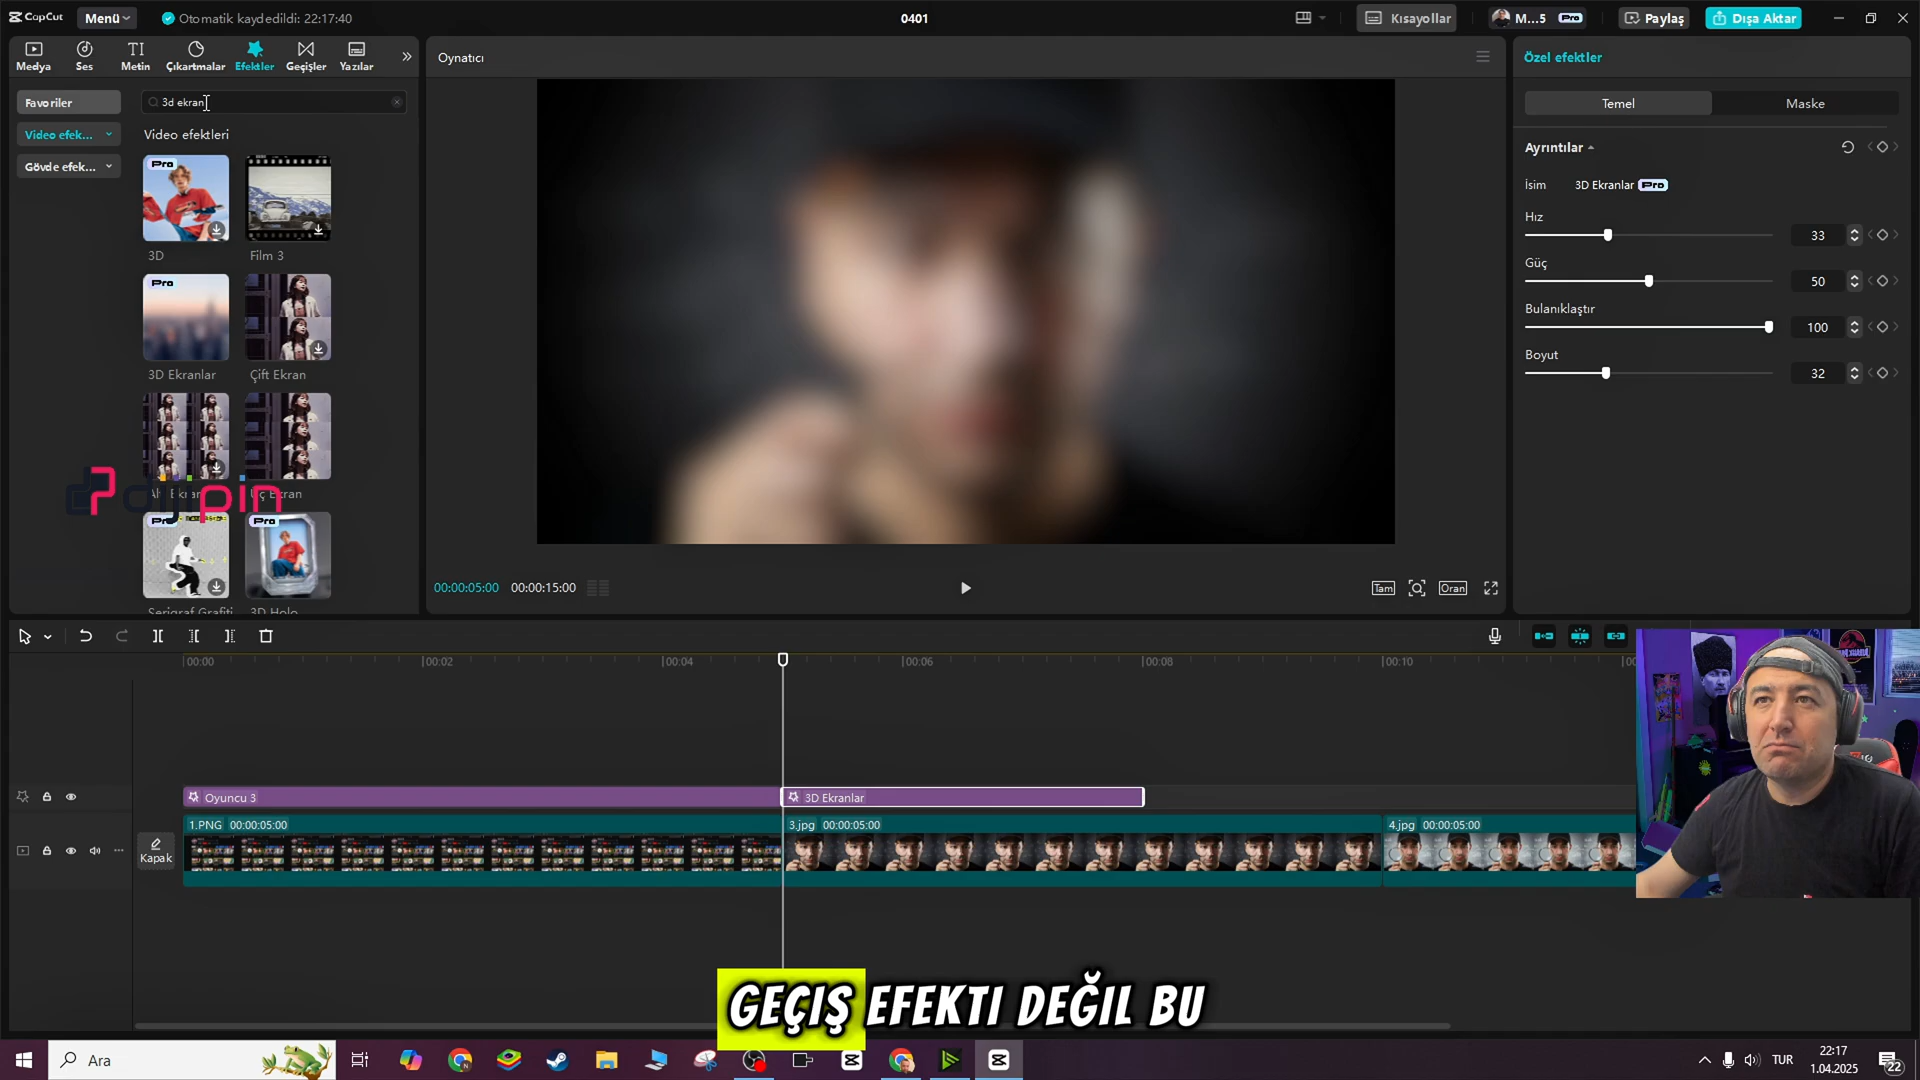 CapCut
Menü
Otomatik kaydedildi: 22:17:40
0401
Kısayollar
M...5
Pro
Paylaş
Dışa Aktar
Medya
Ses
Metin
Çıkartmalar
Efektler
Geçişler
Yazılar
Oynatıcı
Özel efektler
Favoriler
3d ekran
Temel
Maske
Video efek...
Video efektleri
Ayrıntılar
Gövde efek...
Pro
İsim
3D Ekranlar
Pro
3D
Film 3
Hız
33
Güç
50
Pro
Bulanıklaştır
100
3D Ekranlar
Çift Ekran
Boyut
32
Altı Ekran
Üç Ekran
dijipin
Pro
Pro
Serigraf Grafiti
3D Holo
00:00:05:00
00:00:15:00
Tam
Oran
00:00
00:02
00:04
00:06
00:08
00:10
Oyuncu 3
3D Ekranlar
1.PNG 00:00:05:00
3.jpg 00:00:05:00
4.jpg 00:00:05:00
Kapak
GEÇİŞ EFEKTİ DEĞİL BU
Ara
TUR
22:17
1.04.2025
22